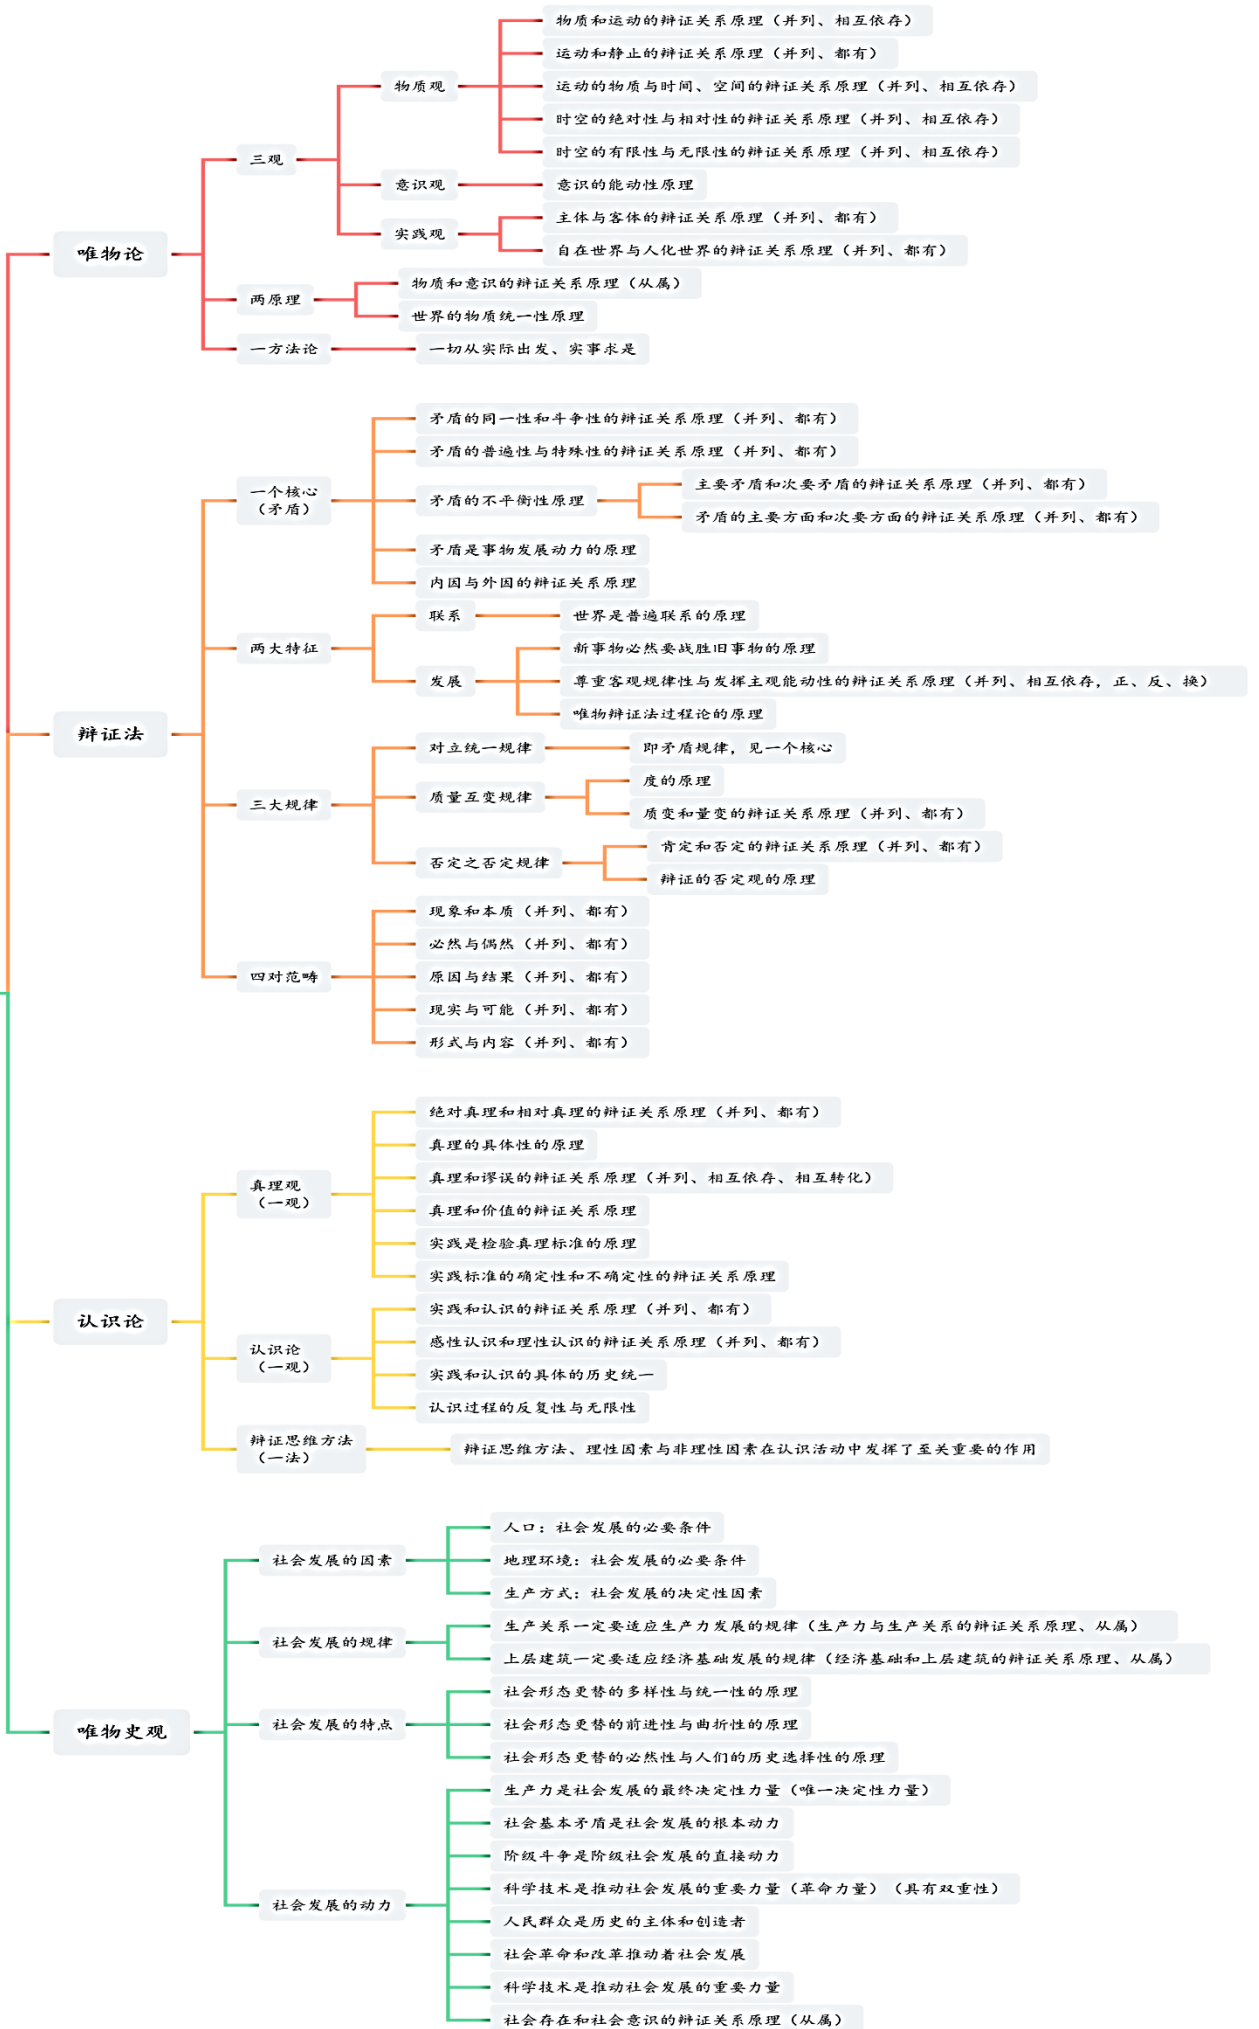 唯物论
三观
物质观
物质和运动的辩证关系原理（并列、相互依存）
运动和静止的辩证关系原理（并列、都有）
运动的物质与时间、空间的辩证关系原理（并列、相互依存）
时空的绝对性与相对性的辩证关系原理（并列、相互依存）
时空的有限性与无限性的辩证关系原理（并列、相互依存）
意识观
意识的能动性原理
实践观
主体与客体的辩证关系原理（并列、都有）
自在世界与人化世界的辩证关系原理（并列、都有）
两原理
物质和意识的辩证关系原理（从属）
世界的物质统一性原理
一方法论
一切从实际出发、实事求是
辩证法
一个核心
（矛盾）
矛盾的同一性和斗争性的辩证关系原理（并列、都有）
矛盾的普遍性与特殊性的辩证关系原理（并列、都有）
矛盾的不平衡性原理
主要矛盾和次要矛盾的辩证关系原理（并列、都有）
矛盾的主要方面和次要方面的辩证关系原理（并列、都有）
矛盾是事物发展动力的原理
内因与外因的辩证关系原理
两大特征
联系
世界是普遍联系的原理
发展
新事物必然要战胜旧事物的原理
尊重客观规律性与发挥主观能动性的辩证关系原理（并列、相互依存，正、反、换）
唯物辩证法过程论的原理
三大规律
对立统一规律
即矛盾规律，见一个核心
质量互变规律
度的原理
质变和量变的辩证关系原理（并列、都有）
否定之否定规律
肯定和否定的辩证关系原理（并列、都有）
辩证的否定观的原理
四对范畴
现象和本质（并列、都有）
必然与偶然（并列、都有）
原因与结果（并列、都有）
现实与可能（并列、都有）
形式与内容（并列、都有）
认识论
真理观
（一观）
绝对真理和相对真理的辩证关系原理（并列、都有）
真理的具体性的原理
真理和谬误的辩证关系原理（并列、相互依存、相互转化）
真理和价值的辩证关系原理
实践是检验真理标准的原理
实践标准的确定性和不确定性的辩证关系原理
认识论
（一观）
实践和认识的辩证关系原理（并列、都有）
感性认识和理性认识的辩证关系原理（并列、都有）
实践和认识的具体的历史统一
认识过程的反复性与无限性
辩证思维方法
（一法）
辩证思维方法、理性因素与非理性因素在认识活动中发挥了至关重要的作用
唯物史观
社会发展的因素
人口：社会发展的必要条件
地理环境：社会发展的必要条件
生产方式：社会发展的决定性因素
社会发展的规律
生产关系一定要适应生产力发展的规律（生产力与生产关系的辩证关系原理、从属）
上层建筑一定要适应经济基础发展的规律（经济基础和上层建筑的辩证关系原理、从属）
社会发展的特点
社会形态更替的多样性与统一性的原理
社会形态更替的前进性与曲折性的原理
社会形态更替的必然性与人们的历史选择性的原理
社会发展的动力
生产力是社会发展的最终决定性力量（唯一决定性力量）
社会基本矛盾是社会发展的根本动力
阶级斗争是阶级社会发展的直接动力
科学技术是推动社会发展的重要力量（革命力量）（具有双重性）
人民群众是历史的主体和创造者
社会革命和改革推动着社会发展
科学技术是推动社会发展的重要力量
社会存在和社会意识的辩证关系原理（从属）